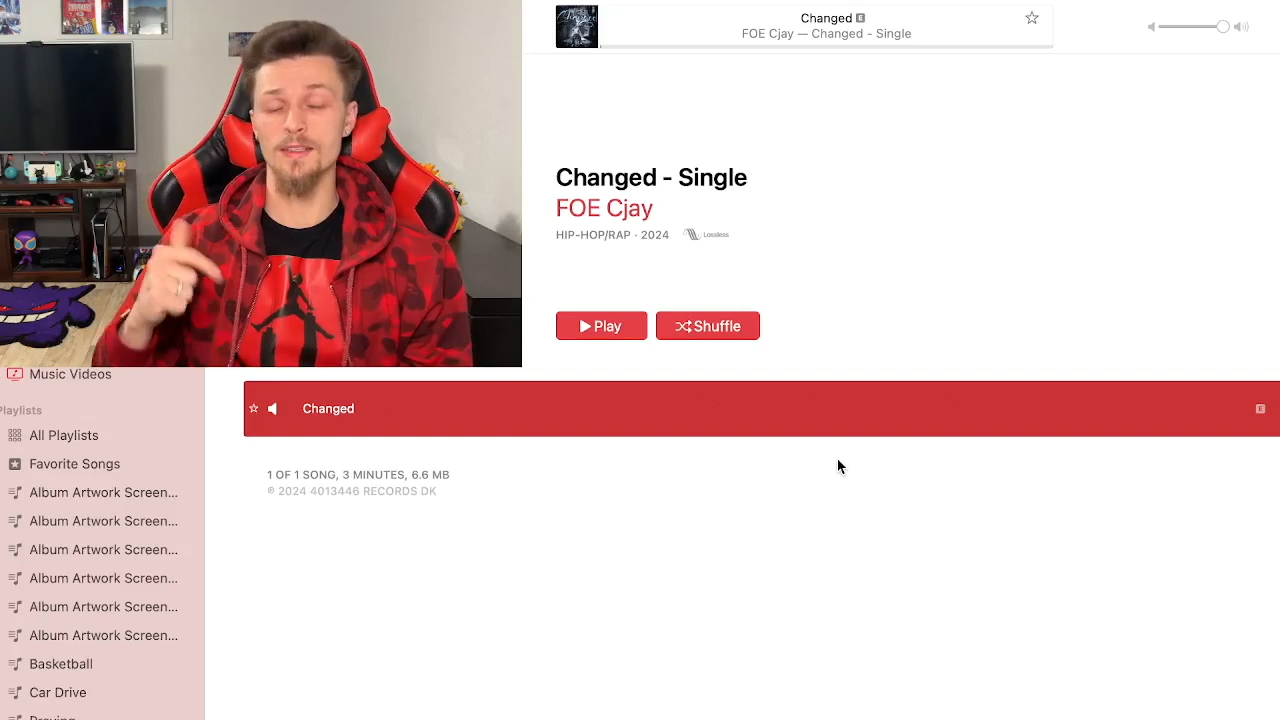 Changed E
FOE Cjay — Changed - Single
Changed - Single
FOE Cjay
HIP-HOP/RAP · 2024 Lossless
Play
Shuffle
Music Videos
Playlists
All Playlists
Favorite Songs
Album Artwork Screen...
Album Artwork Screen...
Album Artwork Screen...
Album Artwork Screen...
Album Artwork Screen...
Album Artwork Screen...
Basketball
Car Drive
Changed E
1 OF 1 SONG, 3 MINUTES, 6.6 MB
℗ 2024 4013446 RECORDS DK